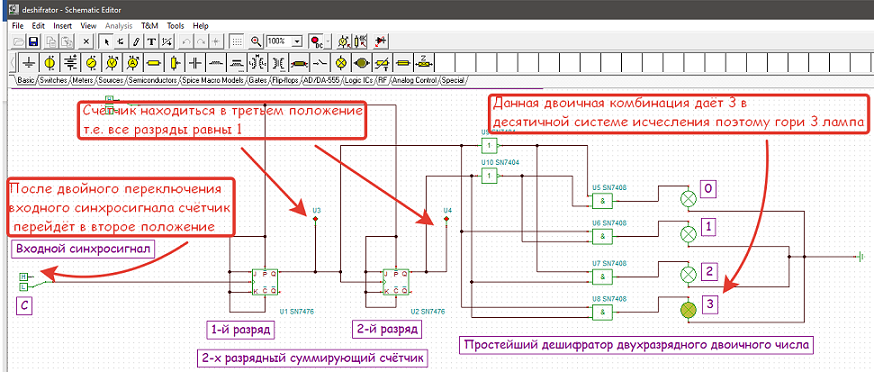 deshifrator - Schematic Editor
File Edit Insert View Analysis T&M Tools Help
100%
DC
Basic Switches Meters Sources Semiconductors Spice Macro Models Gates Flip-flops AD/DA-555 Logic ICs RF Analog Control Special
H
Счётчик находиться в третьем положение
т.е. все разряды равны 1
Данная двоичная комбинация даёт 3 в
десятичной системе исчесления поэтому гори 3 лампа
U9 SN7404
1
U10 SN7404
1
После двойного переключения
входного синхросигнала счётчик
перейдёт в второе положение
U3
U4
U5 SN7408
&
0
U6 SN7408
&
1
Входной синхросигнал
H
L
C
J P Q
K C Q
U1 SN7476
J P Q
K C Q
U2 SN7476
U7 SN7408
&
2
U8 SN7408
&
3
1-й разряд
2-й разряд
2-х разрядный суммирующий счётчик
Простейший дешифратор двухразрядного двоичного числа